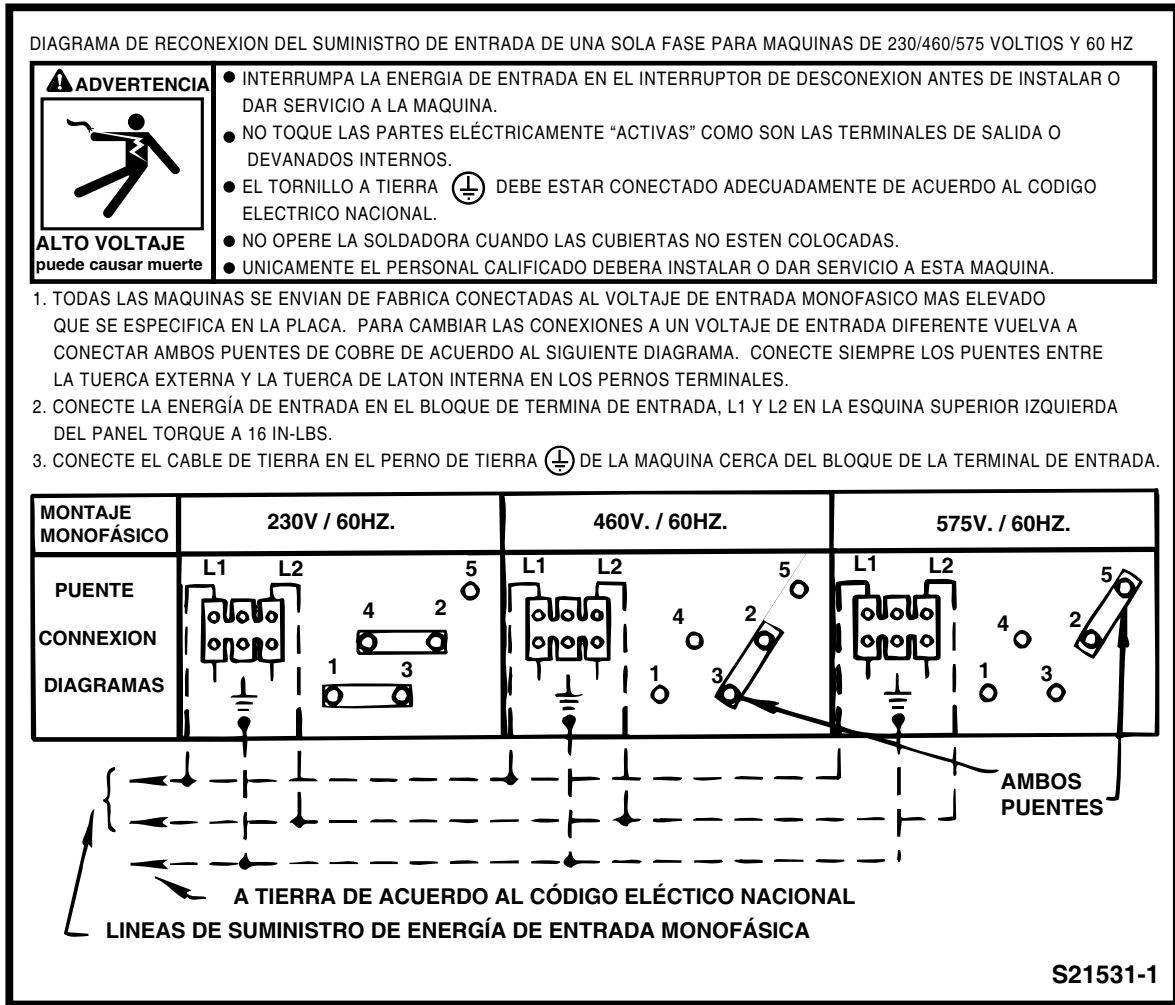 DIAGRAMA DE RECONEXION DEL SUMINISTRO DE ENTRADA DE UNA SOLA FASE PARA MAQUINAS DE 230/460/575 VOLTIOS Y 60 HZ
ADVERTENCIA
ALTO VOLTAJE
puede causar muerte
● INTERRUMPA LA ENERGIA DE ENTRADA EN EL INTERRUPTOR DE DESCONEXION ANTES DE INSTALAR O
DAR SERVICIO A LA MAQUINA.
● NO TOQUE LAS PARTES ELÉCTRICAMENTE “ACTIVAS” COMO SON LAS TERMINALES DE SALIDA O
DEVANADOS INTERNOS.
● EL TORNILLO A TIERRA DEBE ESTAR CONECTADO ADECUADAMENTE DE ACUERDO AL CODIGO
ELECTRICO NACIONAL.
● NO OPERE LA SOLDADORA CUANDO LAS CUBIERTAS NO ESTEN COLOCADAS.
● UNICAMENTE EL PERSONAL CALIFICADO DEBERA INSTALAR O DAR SERVICIO A ESTA MAQUINA.
1. TODAS LAS MAQUINAS SE ENVIAN DE FABRICA CONECTADAS AL VOLTAJE DE ENTRADA MONOFASICO MAS ELEVADO
QUE SE ESPECIFICA EN LA PLACA. PARA CAMBIAR LAS CONEXIONES A UN VOLTAJE DE ENTRADA DIFERENTE VUELVA A
CONECTAR AMBOS PUENTES DE COBRE DE ACUERDO AL SIGUIENTE DIAGRAMA. CONECTE SIEMPRE LOS PUENTES ENTRE
LA TUERCA EXTERNA Y LA TUERCA DE LATON INTERNA EN LOS PERNOS TERMINALES.
2. CONECTE LA ENERGÍA DE ENTRADA EN EL BLOQUE DE TERMINA DE ENTRADA, L1 Y L2 EN LA ESQUINA SUPERIOR IZQUIERDA
DEL PANEL TORQUE A 16 IN-LBS.
3. CONECTE EL CABLE DE TIERRA EN EL PERNO DE TIERRA DE LA MAQUINA CERCA DEL BLOQUE DE LA TERMINAL DE ENTRADA.
MONTAJE
MONOFÁSICO
230V / 60HZ.
460V. / 60HZ.
575V. / 60HZ.
PUENTE
CONNEXION
DIAGRAMAS
L1 L2 5
4 2
1 3
L1 L2 5
4 2
1 3
L1 L2 5
4 2
1 3
AMBOS
PUENTES
A TIERRA DE ACUERDO AL CÓDIGO ELÉCTICO NACIONAL
LINEAS DE SUMINISTRO DE ENERGÍA DE ENTRADA MONOFÁSICA
S21531-1